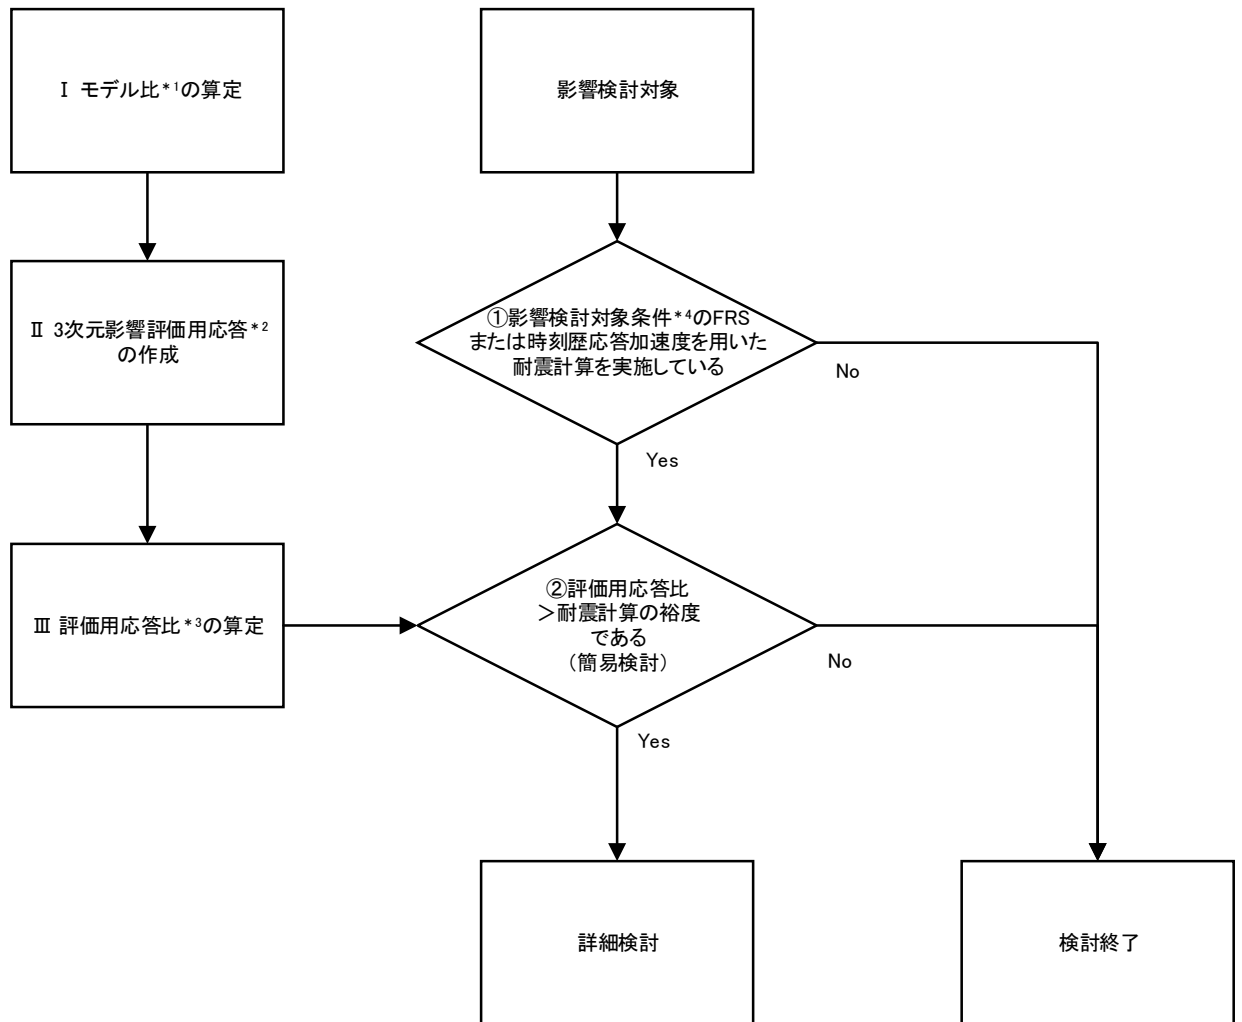 Ⅰ モデル比*1の算定
影響検討対象
Ⅱ 3次元影響評価用応答*2
の作成
①影響検討対象条件*4のFRS
または時刻歴応答加速度を用いた
耐震計算を実施している
No
Yes
Ⅲ 評価用応答比*3の算定
②評価用応答比
>耐震計算の裕度
である
(簡易検討)
No
Yes
詳細検討
検討終了